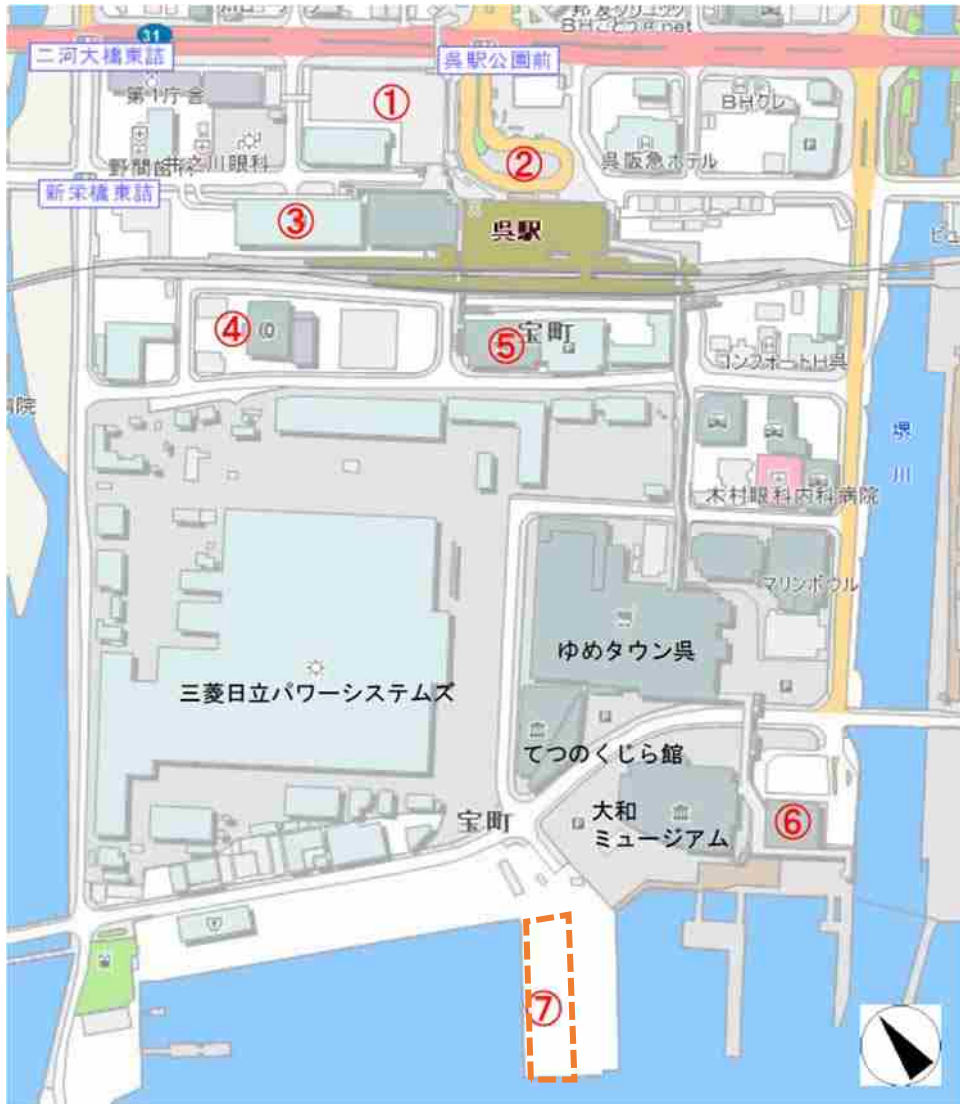 31
二河大橋東詰
呉駅公園前
第1庁舎
①
BHクレ
②
呉阪急ホテル
新栄橋東詰
③
呉駅
④
⑤
宝町
コンフォートH呉
堺川
木村眼科内科病院
マリンボウル
ゆめタウン呉
三菱日立パワーシステムズ
てつのくじら館
大和
ミュージアム
宝町
⑥
⑦